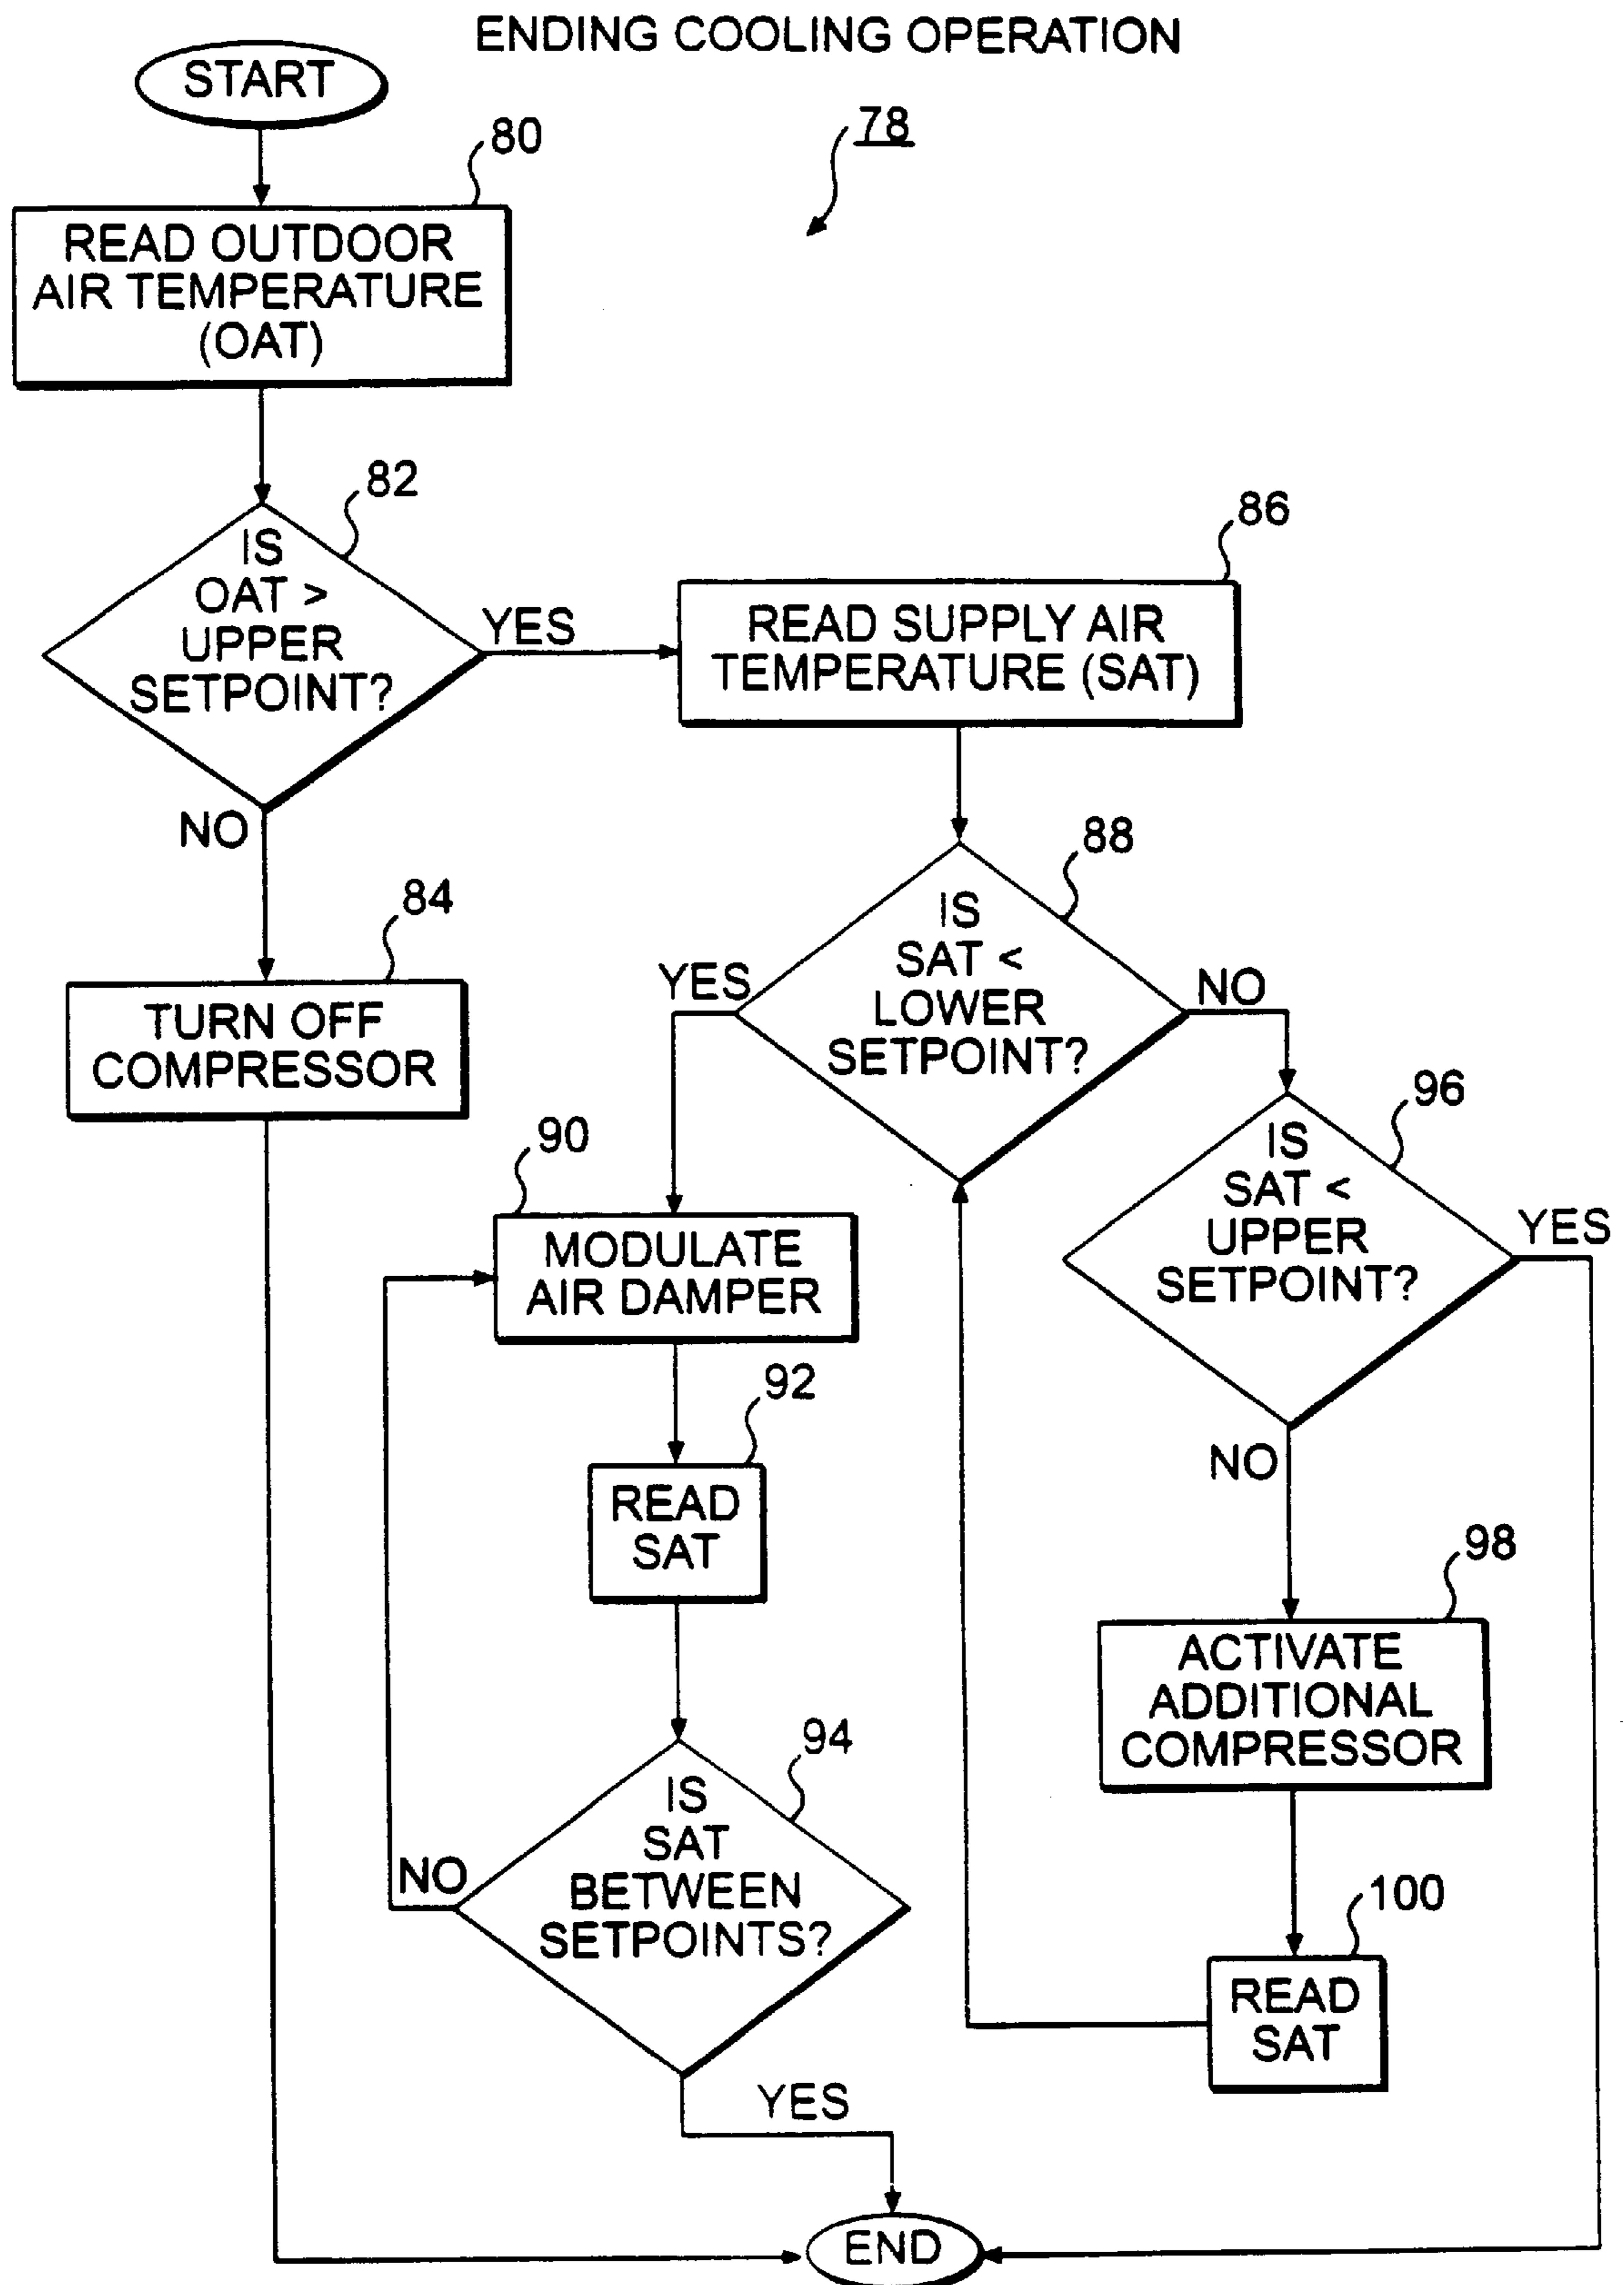 ENDING COOLING OPERATION
START
78
80
READ OUTDOOR
AIR TEMPERATURE
(OAT)
82
IS
OAT >
UPPER
SETPOINT?
YES
NO
86
READ SUPPLY AIR
TEMPERATURE (SAT)
84
TURN OFF
COMPRESSOR
88
IS
SAT <
LOWER
SETPOINT?
YES
NO
90
MODULATE
AIR DAMPER
92
READ
SAT
94
IS
SAT
BETWEEN
SETPOINTS?
NO
YES
96
IS
SAT <
UPPER
SETPOINT?
YES
NO
98
ACTIVATE
ADDITIONAL
COMPRESSOR
100
READ
SAT
END